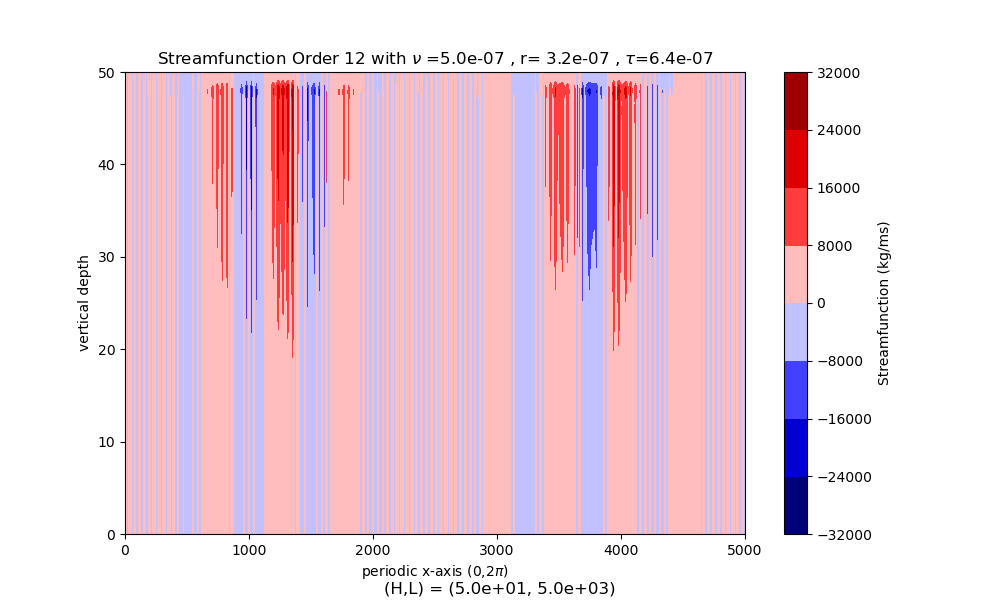 Streamfunction Order 12 with ν =5.0e-07 , r= 3.2e-07 , τ=6.4e-07
50
40
30
20
10
0
vertical depth
0 1000 2000 3000 4000 5000
periodic x-axis (0,2π)
(H,L) = (5.0e+01, 5.0e+03)
32000
24000
16000
8000
0
−8000
−16000
−24000
−32000
Streamfunction (kg/ms)